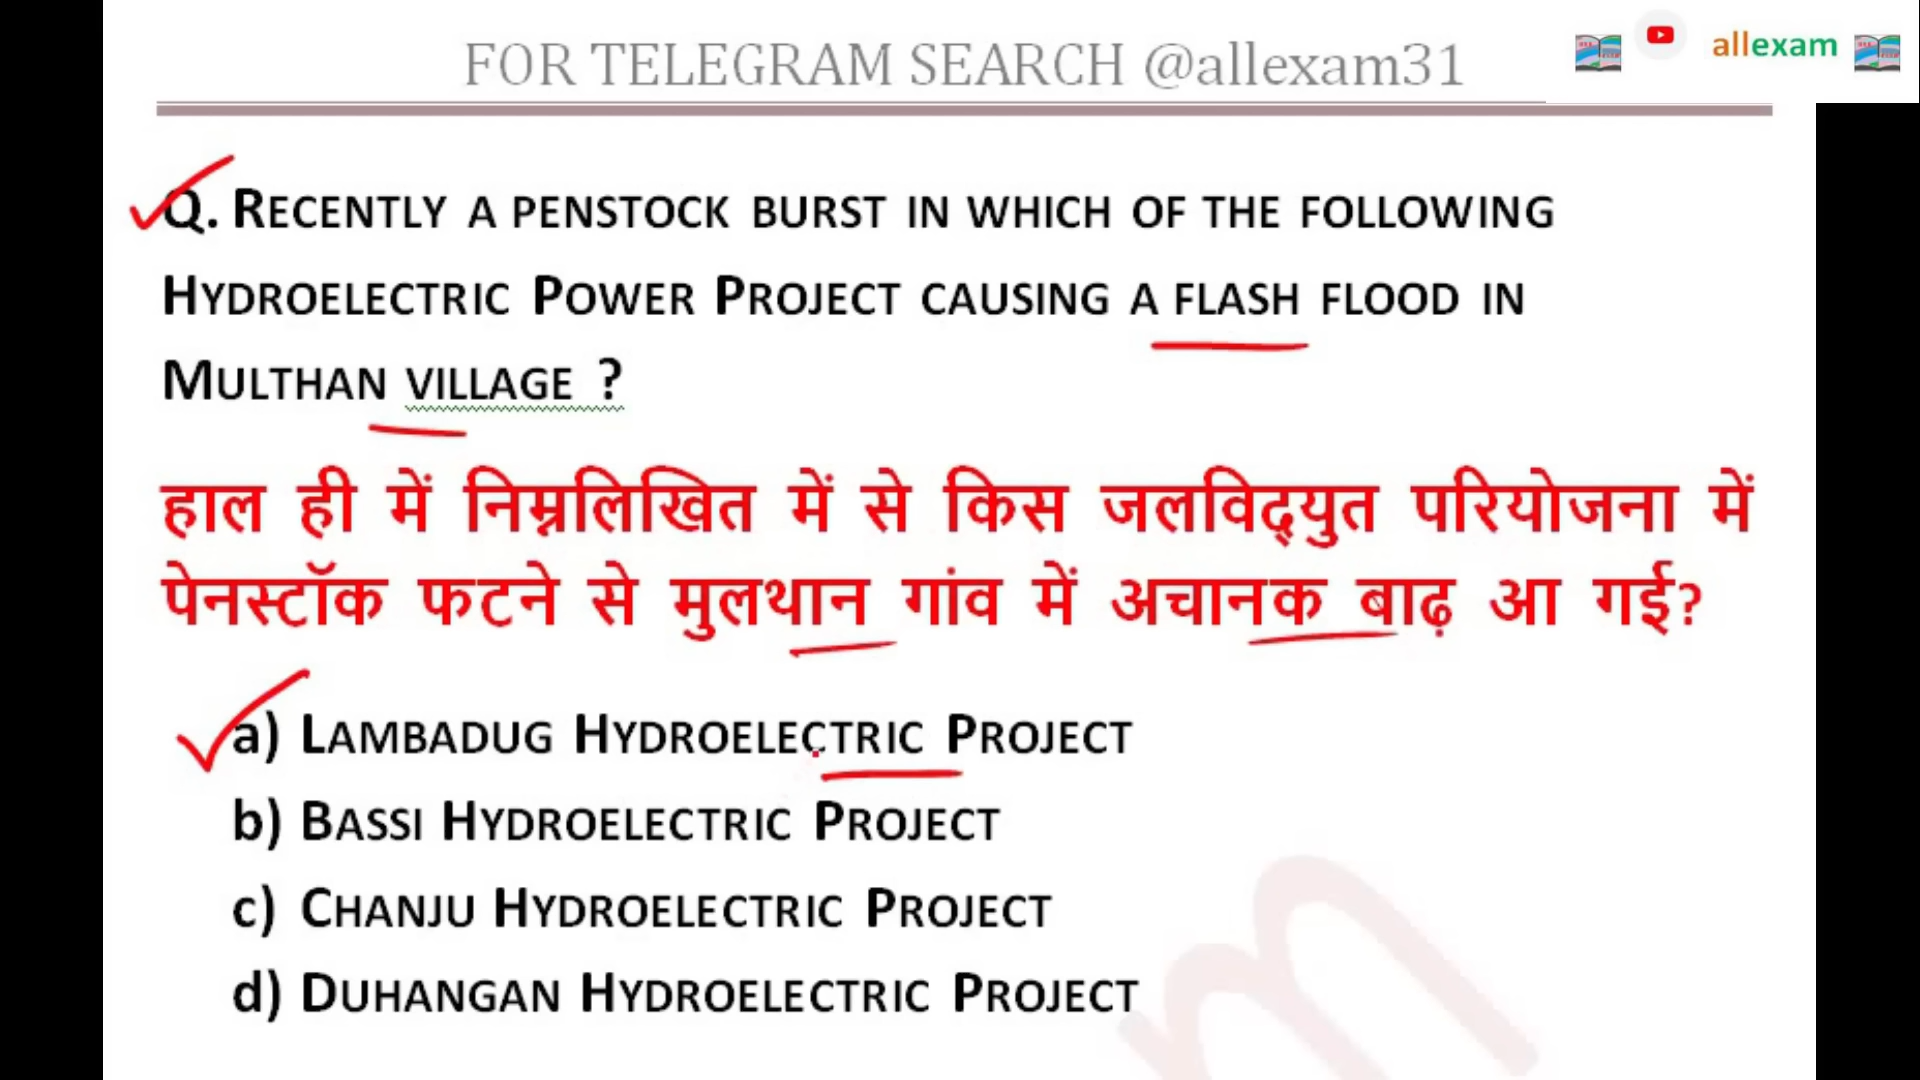 FOR TELEGRAM SEARCH @allexam31
allexam
Q. RECENTLY A PENSTOCK BURST IN WHICH OF THE FOLLOWING
HYDROELECTRIC POWER PROJECT CAUSING A FLASH FLOOD IN
MULTHAN VILLAGE ?
हाल ही में निम्नलिखित में से किस जलविद्युत परियोजना में
पेनस्टॉक फटने से मुलथान गांव में अचानक बाढ़ आ गई?
a) LAMBADUG HYDROELECTRIC PROJECT
b) BASSI HYDROELECTRIC PROJECT
c) CHANJU HYDROELECTRIC PROJECT
d) DUHANGAN HYDROELECTRIC PROJECT